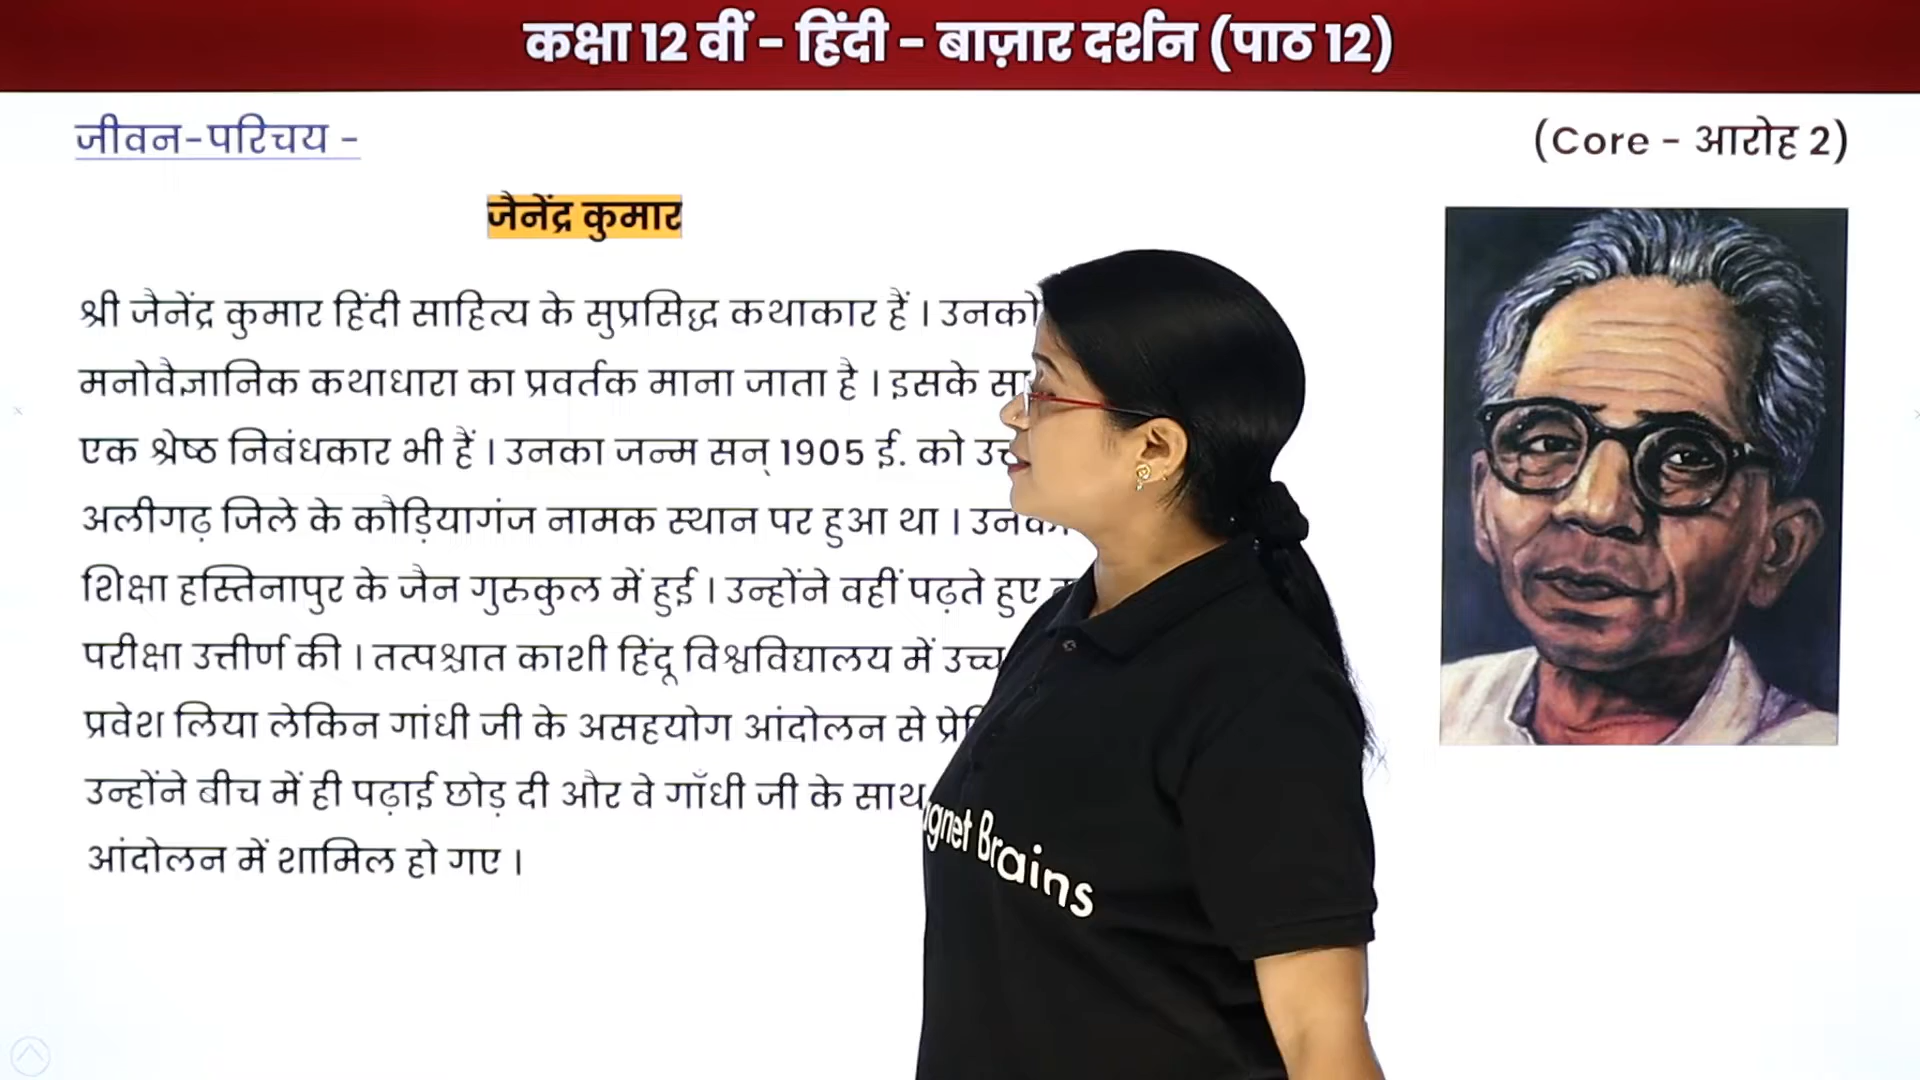 कक्षा 12 वीं - हिंदी - बाज़ार दर्शन (पाठ 12)
जीवन-परिचय -
(Core - आरोह 2)
जैनेंद्र कुमार
श्री जैनेंद्र कुमार हिंदी साहित्य के सुप्रसिद्ध कथाकार हैं । उनको
मनोवैज्ञानिक कथाधारा का प्रवर्तक माना जाता है । इसके
एक श्रेष्ठ निबंधकार भी हैं । उनका जन्म सन् 1905 ई. को
अलीगढ़ जिले के कौड़ियागंज नामक स्थान पर हुआ था ।
शिक्षा हस्तिनापुर के जैन गुरुकुल में हुई । उन्होंने वहीं पढ़ते हुए
परीक्षा उत्तीर्ण की । तत्पश्चात काशी हिंदू विश्वविद्यालय में उच्च
प्रवेश लिया लेकिन गांधी जी के असहयोग आंदोलन से
उन्होंने बीच में ही पढ़ाई छोड़ दी और वे गाँधी जी के साथ
आंदोलन में शामिल हो गए ।
Brains